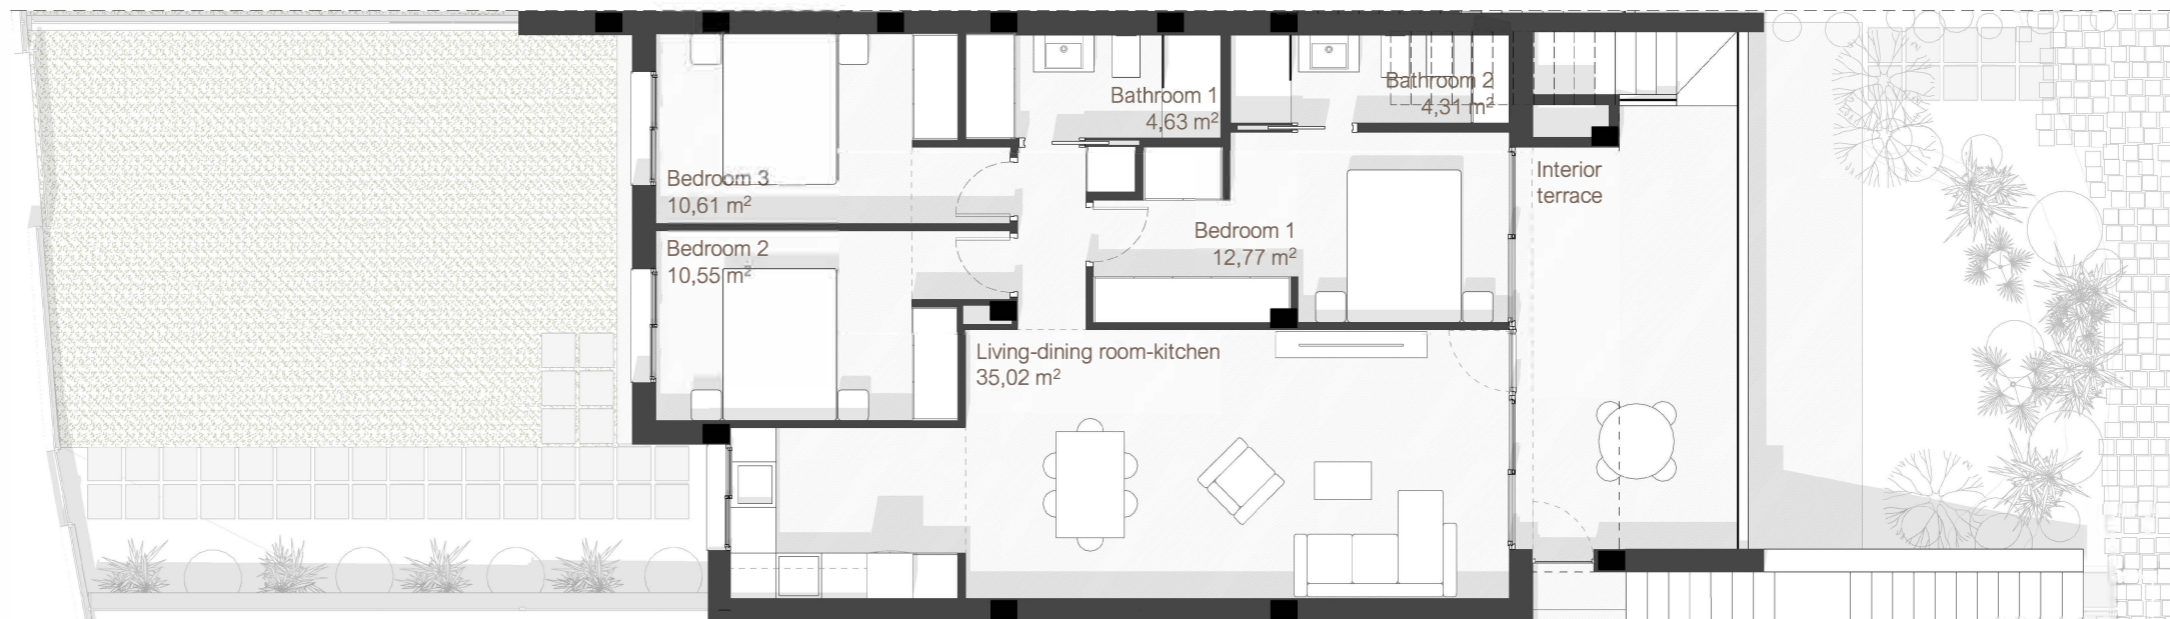 Bathroom 1
4,63 m²
Bathroom 2
4,31 m²
Bedroom 3
10,61 m²
Interior
terrace
Bedroom 1
12,77 m²
Bedroom 2
10,55 m²
Living-dining room-kitchen
35,02 m²